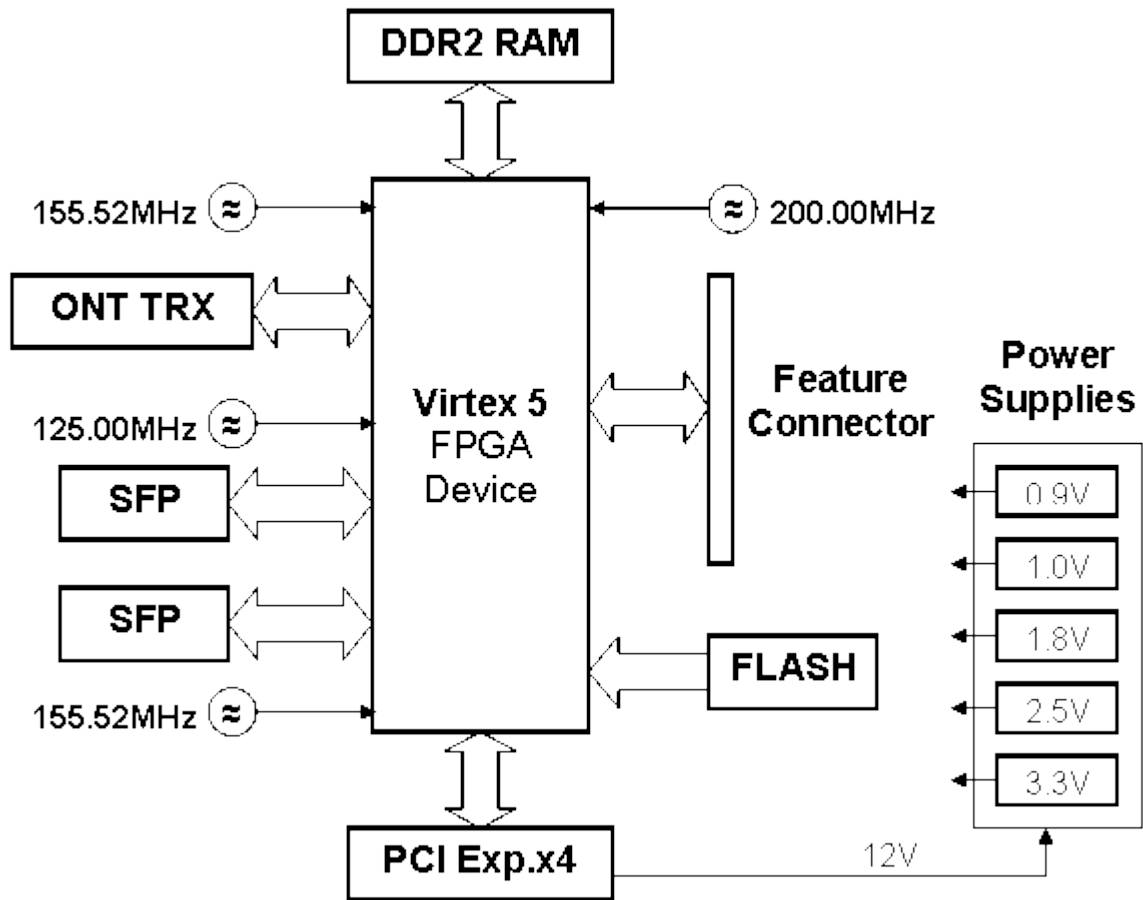 DDR2 RAM
155.52MHz
200.00MHz
ONT TRX
Power
Supplies
Feature
Connector
Virtex 5
FPGA
Device
125.00MHz
SFP
SFP
155.52MHz
FLASH
0.9V
1.0V
1.8V
2.5V
3.3V
PCI Exp.x4
12V